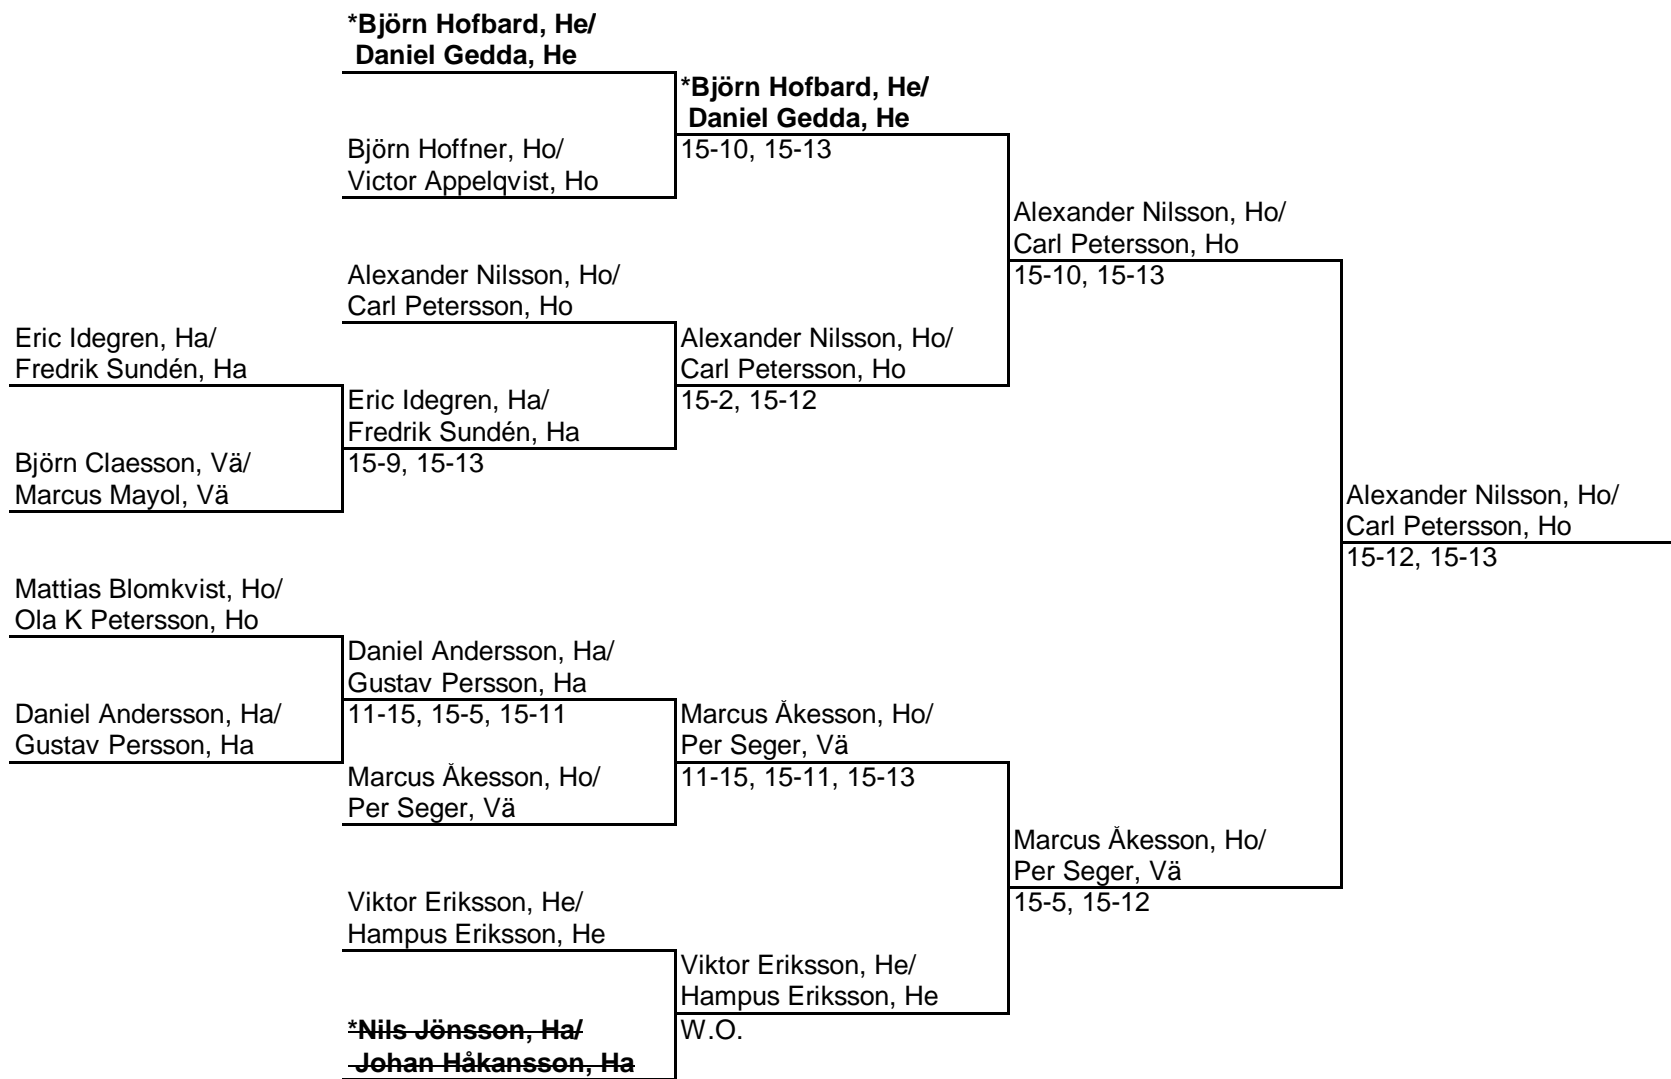 *Björn Hofbard, He/
Daniel Gedda, He
*Björn Hofbard, He/
Daniel Gedda, He
Björn Hoffner, Ho/
Victor Appelqvist, Ho
15-10, 15-13
Alexander Nilsson, Ho/
Carl Petersson, Ho
Alexander Nilsson, Ho/
Carl Petersson, Ho
15-10, 15-13
Eric Idegren, Ha/
Fredrik Sundén, Ha
Alexander Nilsson, Ho/
Carl Petersson, Ho
Eric Idegren, Ha/
Fredrik Sundén, Ha
15-2, 15-12
Björn Claesson, Vä/
Marcus Mayol, Vä
15-9, 15-13
Alexander Nilsson, Ho/
Carl Petersson, Ho
15-12, 15-13
Mattias Blomkvist, Ho/
Ola K Petersson, Ho
Daniel Andersson, Ha/
Gustav Persson, Ha
Daniel Andersson, Ha/
Gustav Persson, Ha
11-15, 15-5, 15-11
Marcus Åkesson, Ho/
Per Seger, Vä
Marcus Åkesson, Ho/
Per Seger, Vä
11-15, 15-11, 15-13
Marcus Åkesson, Ho/
Per Seger, Vä
15-5, 15-12
Viktor Eriksson, He/
Hampus Eriksson, He
Viktor Eriksson, He/
Hampus Eriksson, He
*Nils Jönsson, Ha/
Johan Håkansson, Ha
W.O.